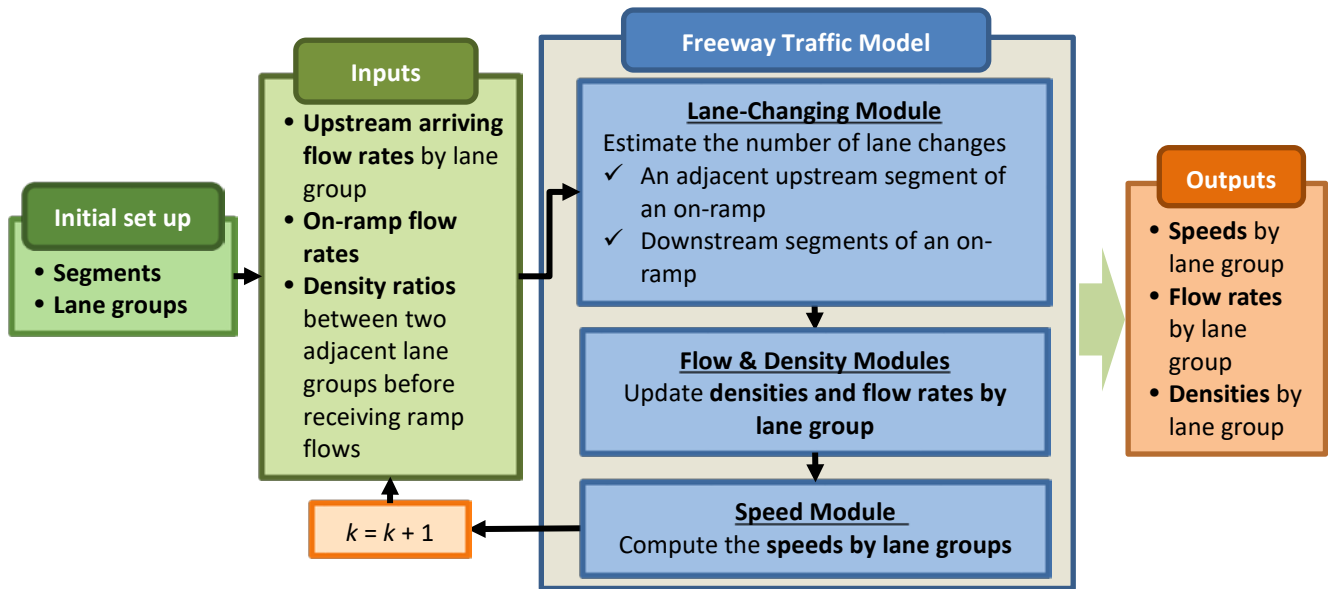 Initial set up
• Segments
• Lane groups
Inputs
• Upstream arriving
flow rates by lane
group
• On-ramp flow
rates
• Density ratios
between two
adjacent lane
groups before
receiving ramp
flows
k = k + 1
Freeway Traffic Model
Lane-Changing Module
Estimate the number of lane changes
✓ An adjacent upstream segment of
an on-ramp
✓ Downstream segments of an on-
ramp
Flow & Density Modules
Update densities and flow rates by
lane group
Speed Module
Compute the speeds by lane groups
Outputs
• Speeds by
lane group
• Flow rates
by lane
group
• Densities by
lane group